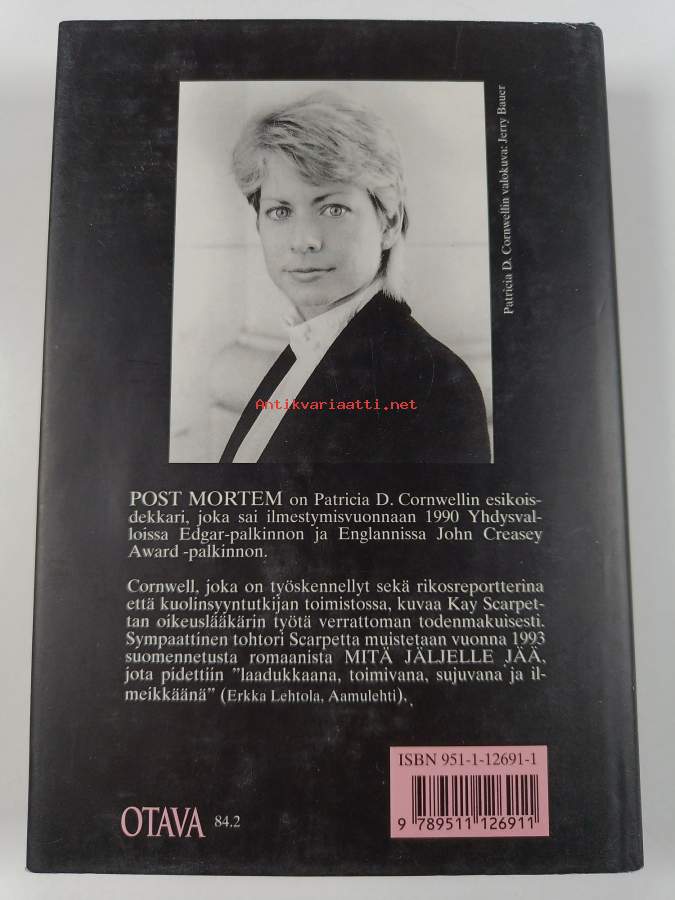 Patricia D. Cornwellin valokuva: Jerry Bauer
Antikvariaatti.net
POST MORTEM on Patricia D. Cornwellin esikois-
dekkari, joka sai ilmestymisvuonnaan 1990 Yhdysval-
loissa Edgar-palkinnon ja Englannissa John Creasey
Award -palkinnon.
Cornwell, joka on työskennellyt sekä rikosreportterina
että kuolinsyyntutkijan toimistossa, kuvaa Kay Scarpet-
tan oikeuslääkärin työtä verrattoman todenmakuisesti.
Sympaattinen tohtori Scarpetta muistetaan vuonna 1993
suomennetusta romaanista MITÄ JÄLJELLE JÄÄ,
jota pidettiin ”laadukkaana, toimivana, sujuvana ja il-
meikkäänä” (Erkka Lehtola, Aamulehti).
ISBN 951-1-12691-1
OTAVA 84.2
9 789511 126911